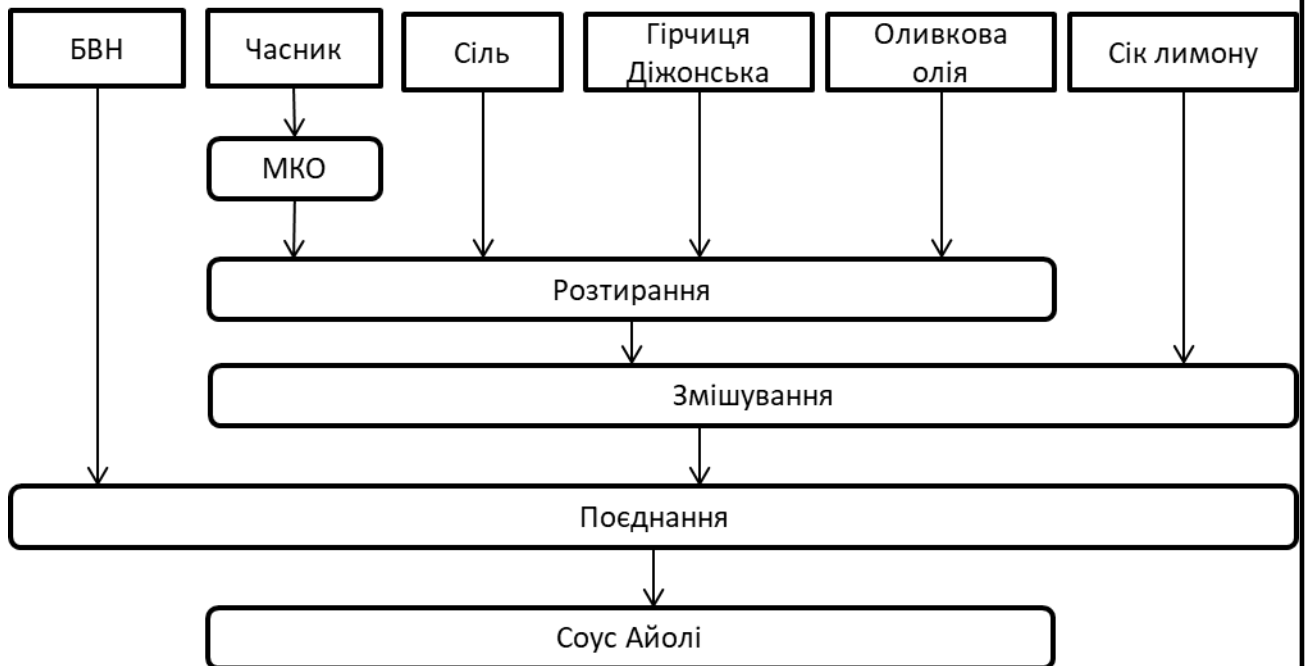 БВН
Часник
Сіль
Гірчиця
Діжонська
Оливкова
олія
Сік лимону
МКО
Розтирання
Змішування
Поєднання
Соус Айолі